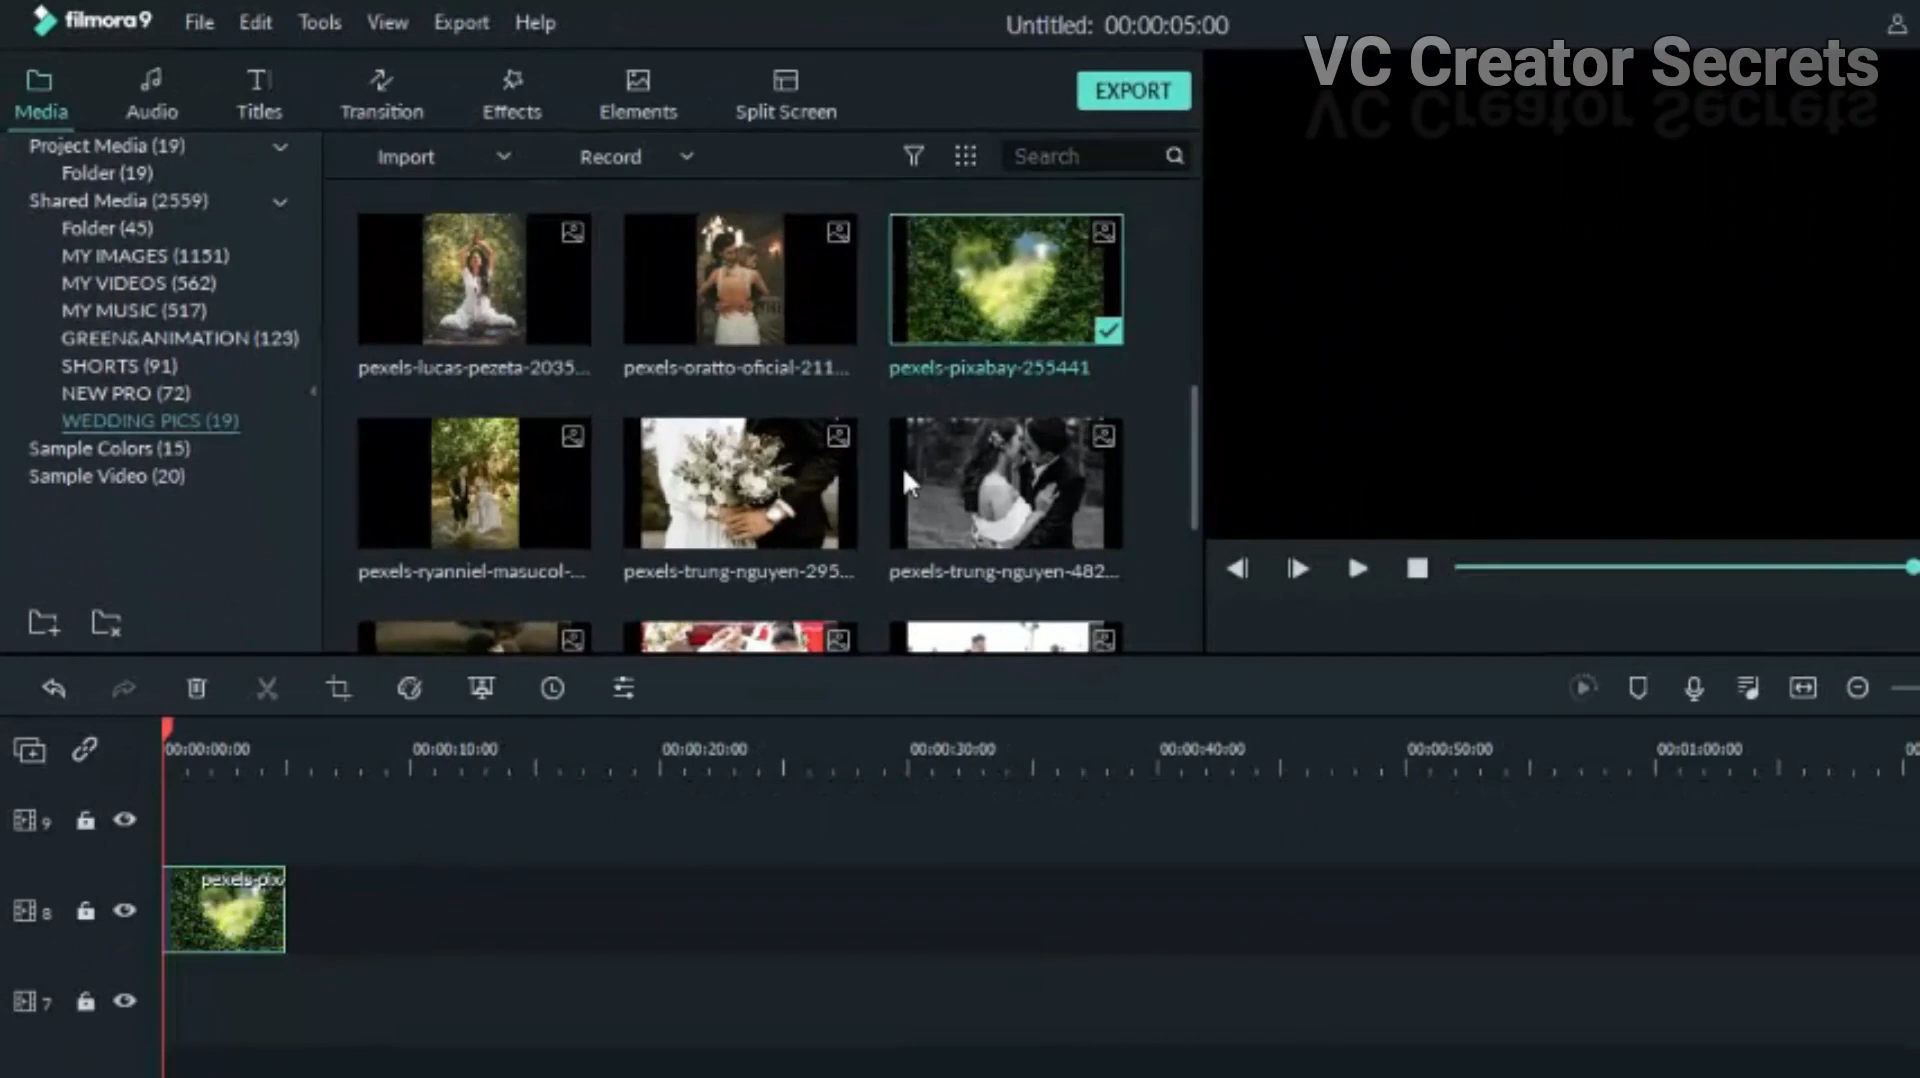 filmora9 File Edit Tools View Export Help Untitled: 00:00:05:00
VC Creator Secrets
Media Audio Titles Transition Effects Elements Split Screen EXPORT
Project Media (19)
Folder (19)
Shared Media (2559)
Folder (45)
MY IMAGES (1151)
MY VIDEOS (562)
MY MUSIC (517)
GREEN&ANIMATION (123)
SHORTS (91)
NEW PRO (72)
WEDDING PICS (19)
Sample Colors (15)
Sample Video (20)
Import Record Search
pexels-lucas-pezeta-2035... pexels-oratto-oficial-211... pexels-pixabay-255441
pexels-ryanniel-masucol-... pexels-trung-nguyen-295... pexels-trung-nguyen-482...
00:00:00:00 00:00:10:00 00:00:20:00 00:00:30:00 00:00:40:00 00:00:50:00 00:01:00:00 00
9
pexels-pix
8
7